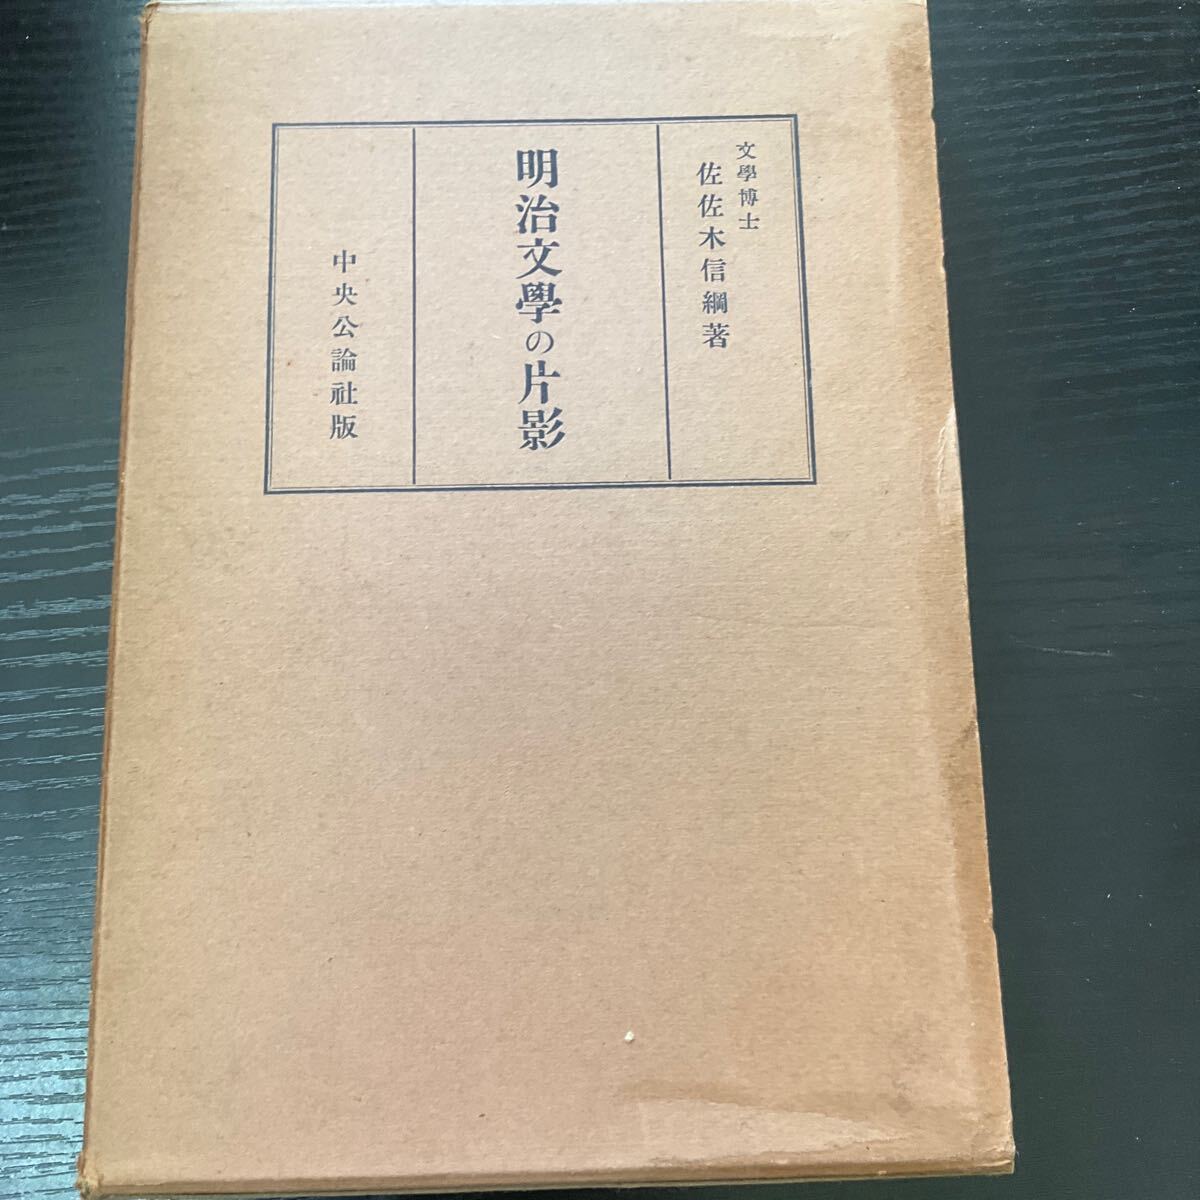 文學博士
佐佐木信綱著
明治文學の片影
中央公論社版